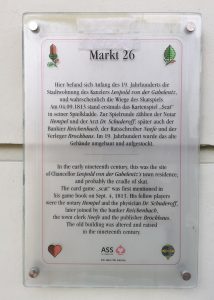 Markt 26
Hier befand sich Anfang des 19. Jahrhunderts die
Stadtwohnung des Kanzlers Leopold von der Gabelentz,
und wahrscheinlich die Wiege des Skatspiels.
Am 04.09.1813 stand erstmals das Kartenspiel „Scat"
in seiner Spielkladde. Zur Spielrunde zählten der Notar
Hempel und der Arzt Dr. Schuderoff, später auch der
Bankier Reichenbach, der Ratsschreiber Neefe und der
Verleger Brockhaus. Im 19. Jahrhundert wurde das alte
Gebäude umgebaut und aufgestockt.
In the early nineteenth century, this was the site
of Chancellor Leopold von der Gabelentz's town residence,
and probably the cradle of skat.
The card game „scat" was first mentioned in
his game book on Sept. 4, 1813. His fellow players
were the notary Hempel and the physician Dr. Schuderoff,
later joined by the banker Reichenbach,
the town clerk Neefe and the publisher Brockhaus.
The old building was altered and raised
in the nineteenth century.
ASS